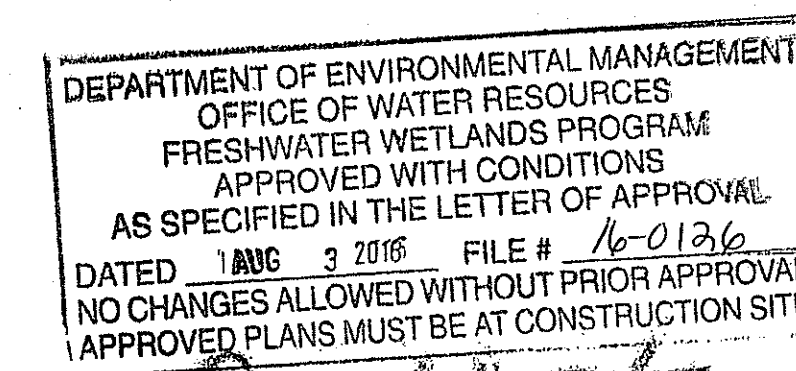 DEPARTMENT OF ENVIRONMENTAL MANAGEMENT
OFFICE OF WATER RESOURCES
FRESHWATER WETLANDS PROGRAM
APPROVED WITH CONDITIONS
AS SPECIFIED IN THE LETTER OF APPROVAL
DATED AUG 3 2016 FILE # 16-0126
NO CHANGES ALLOWED WITHOUT PRIOR APPROVAL
APPROVED PLANS MUST BE AT CONSTRUCTION SITE